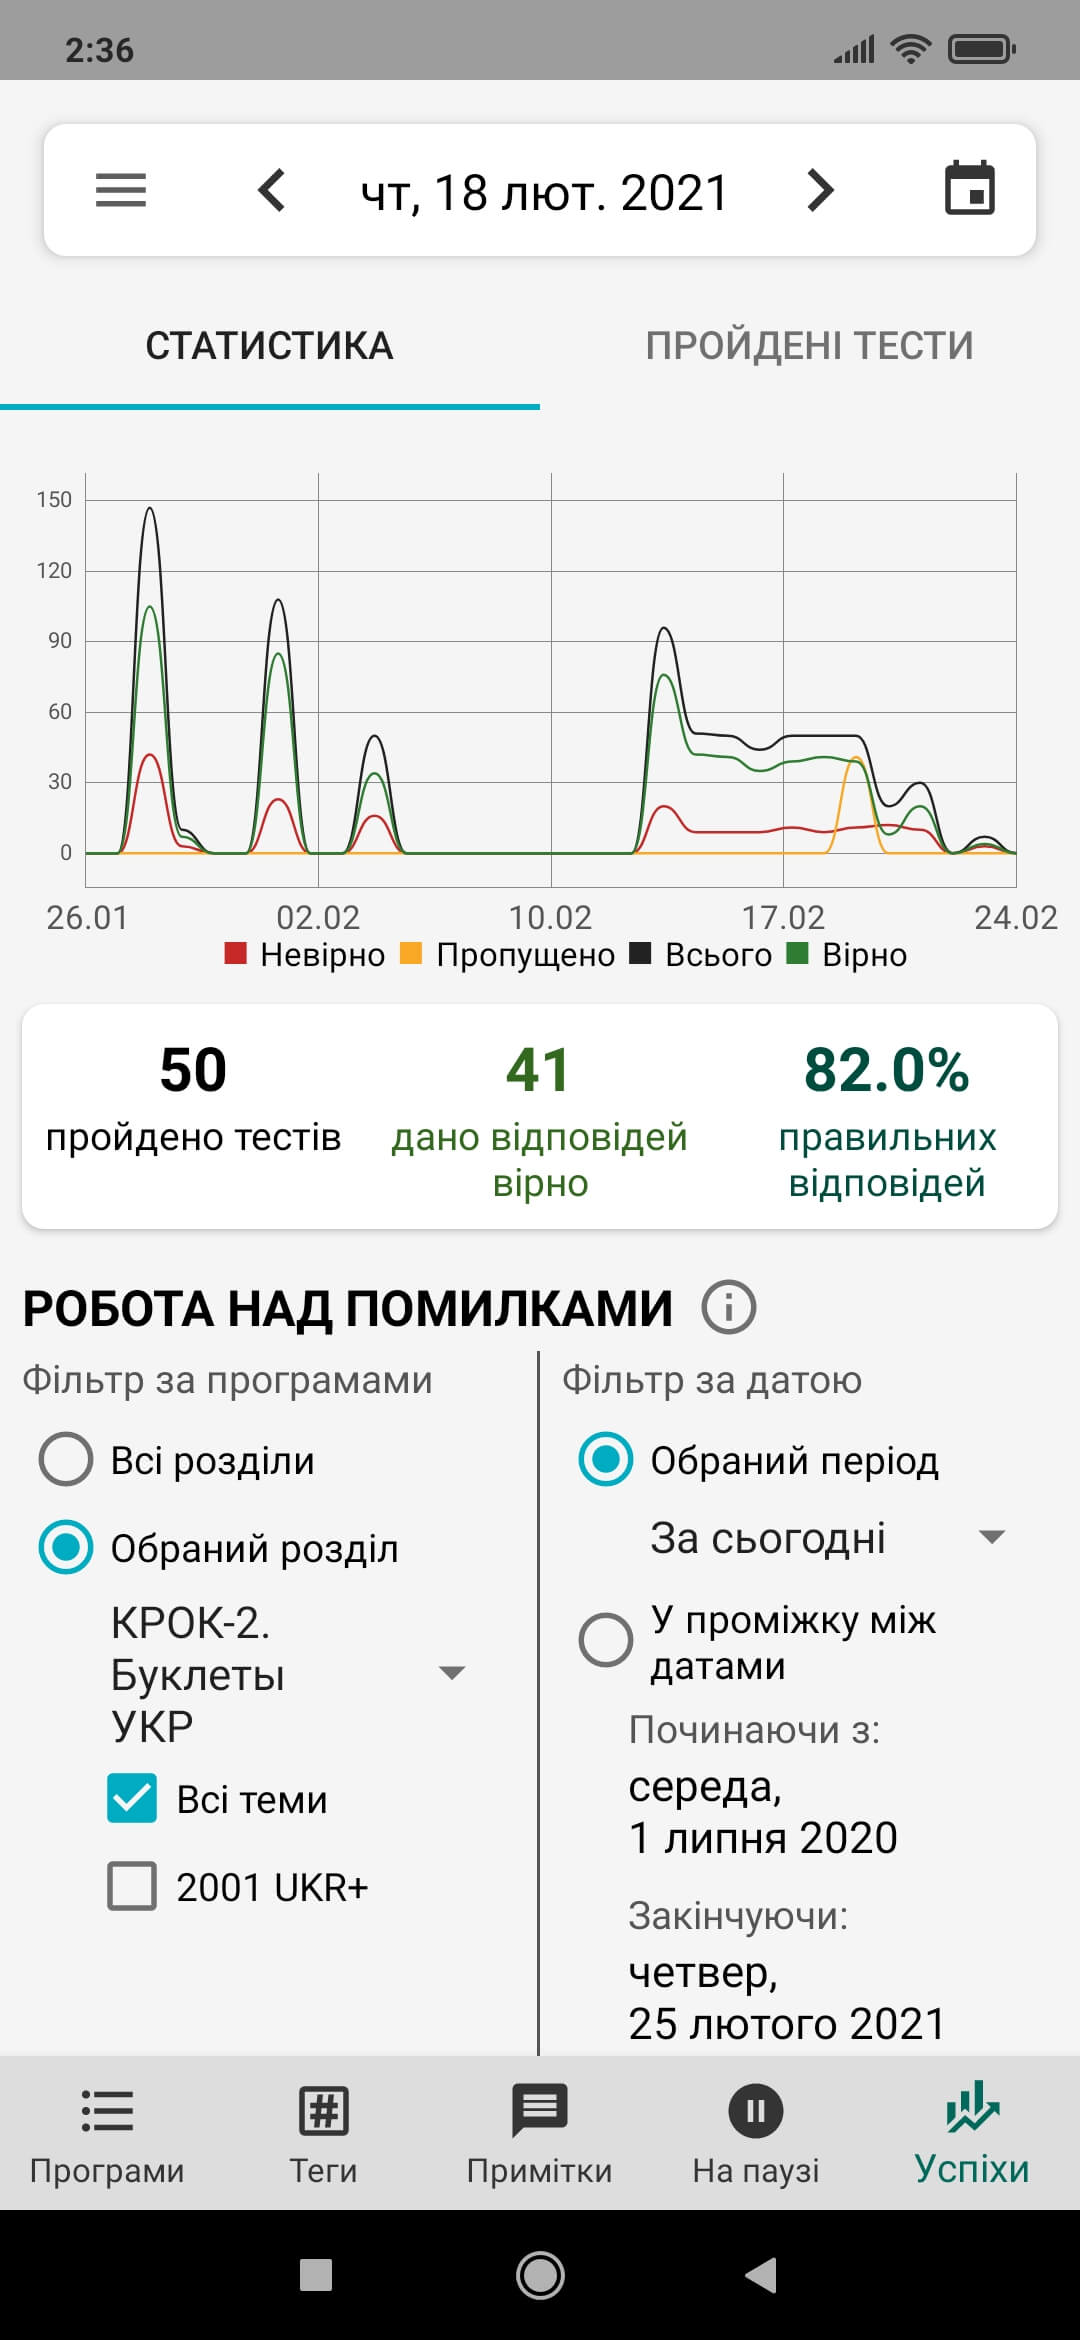 2:36
чт, 18 лют. 2021
СТАТИСТИКА
ПРОЙДЕНІ ТЕСТИ
150
120
90
60
30
0
26.01 02.02 10.02 17.02 24.02
Невірно Пропущено Всього Вірно
50
пройдено тестів
41
дано відповідей
вірно
82.0%
правильних
відповідей
РОБОТА НАД ПОМИЛКАМИ
Фільтр за програмами
Всі розділи
Обраний розділ
КРОК-2.
Буклеты
УКР
Всі теми
2001 UKR+
Фільтр за датою
Обраний період
За сьогодні
У проміжку між
датами
Починаючи з:
середа,
1 липня 2020
Закінчуючи:
четвер,
25 лютого 2021
Програми
Теги
Примітки
На паузі
Успіхи